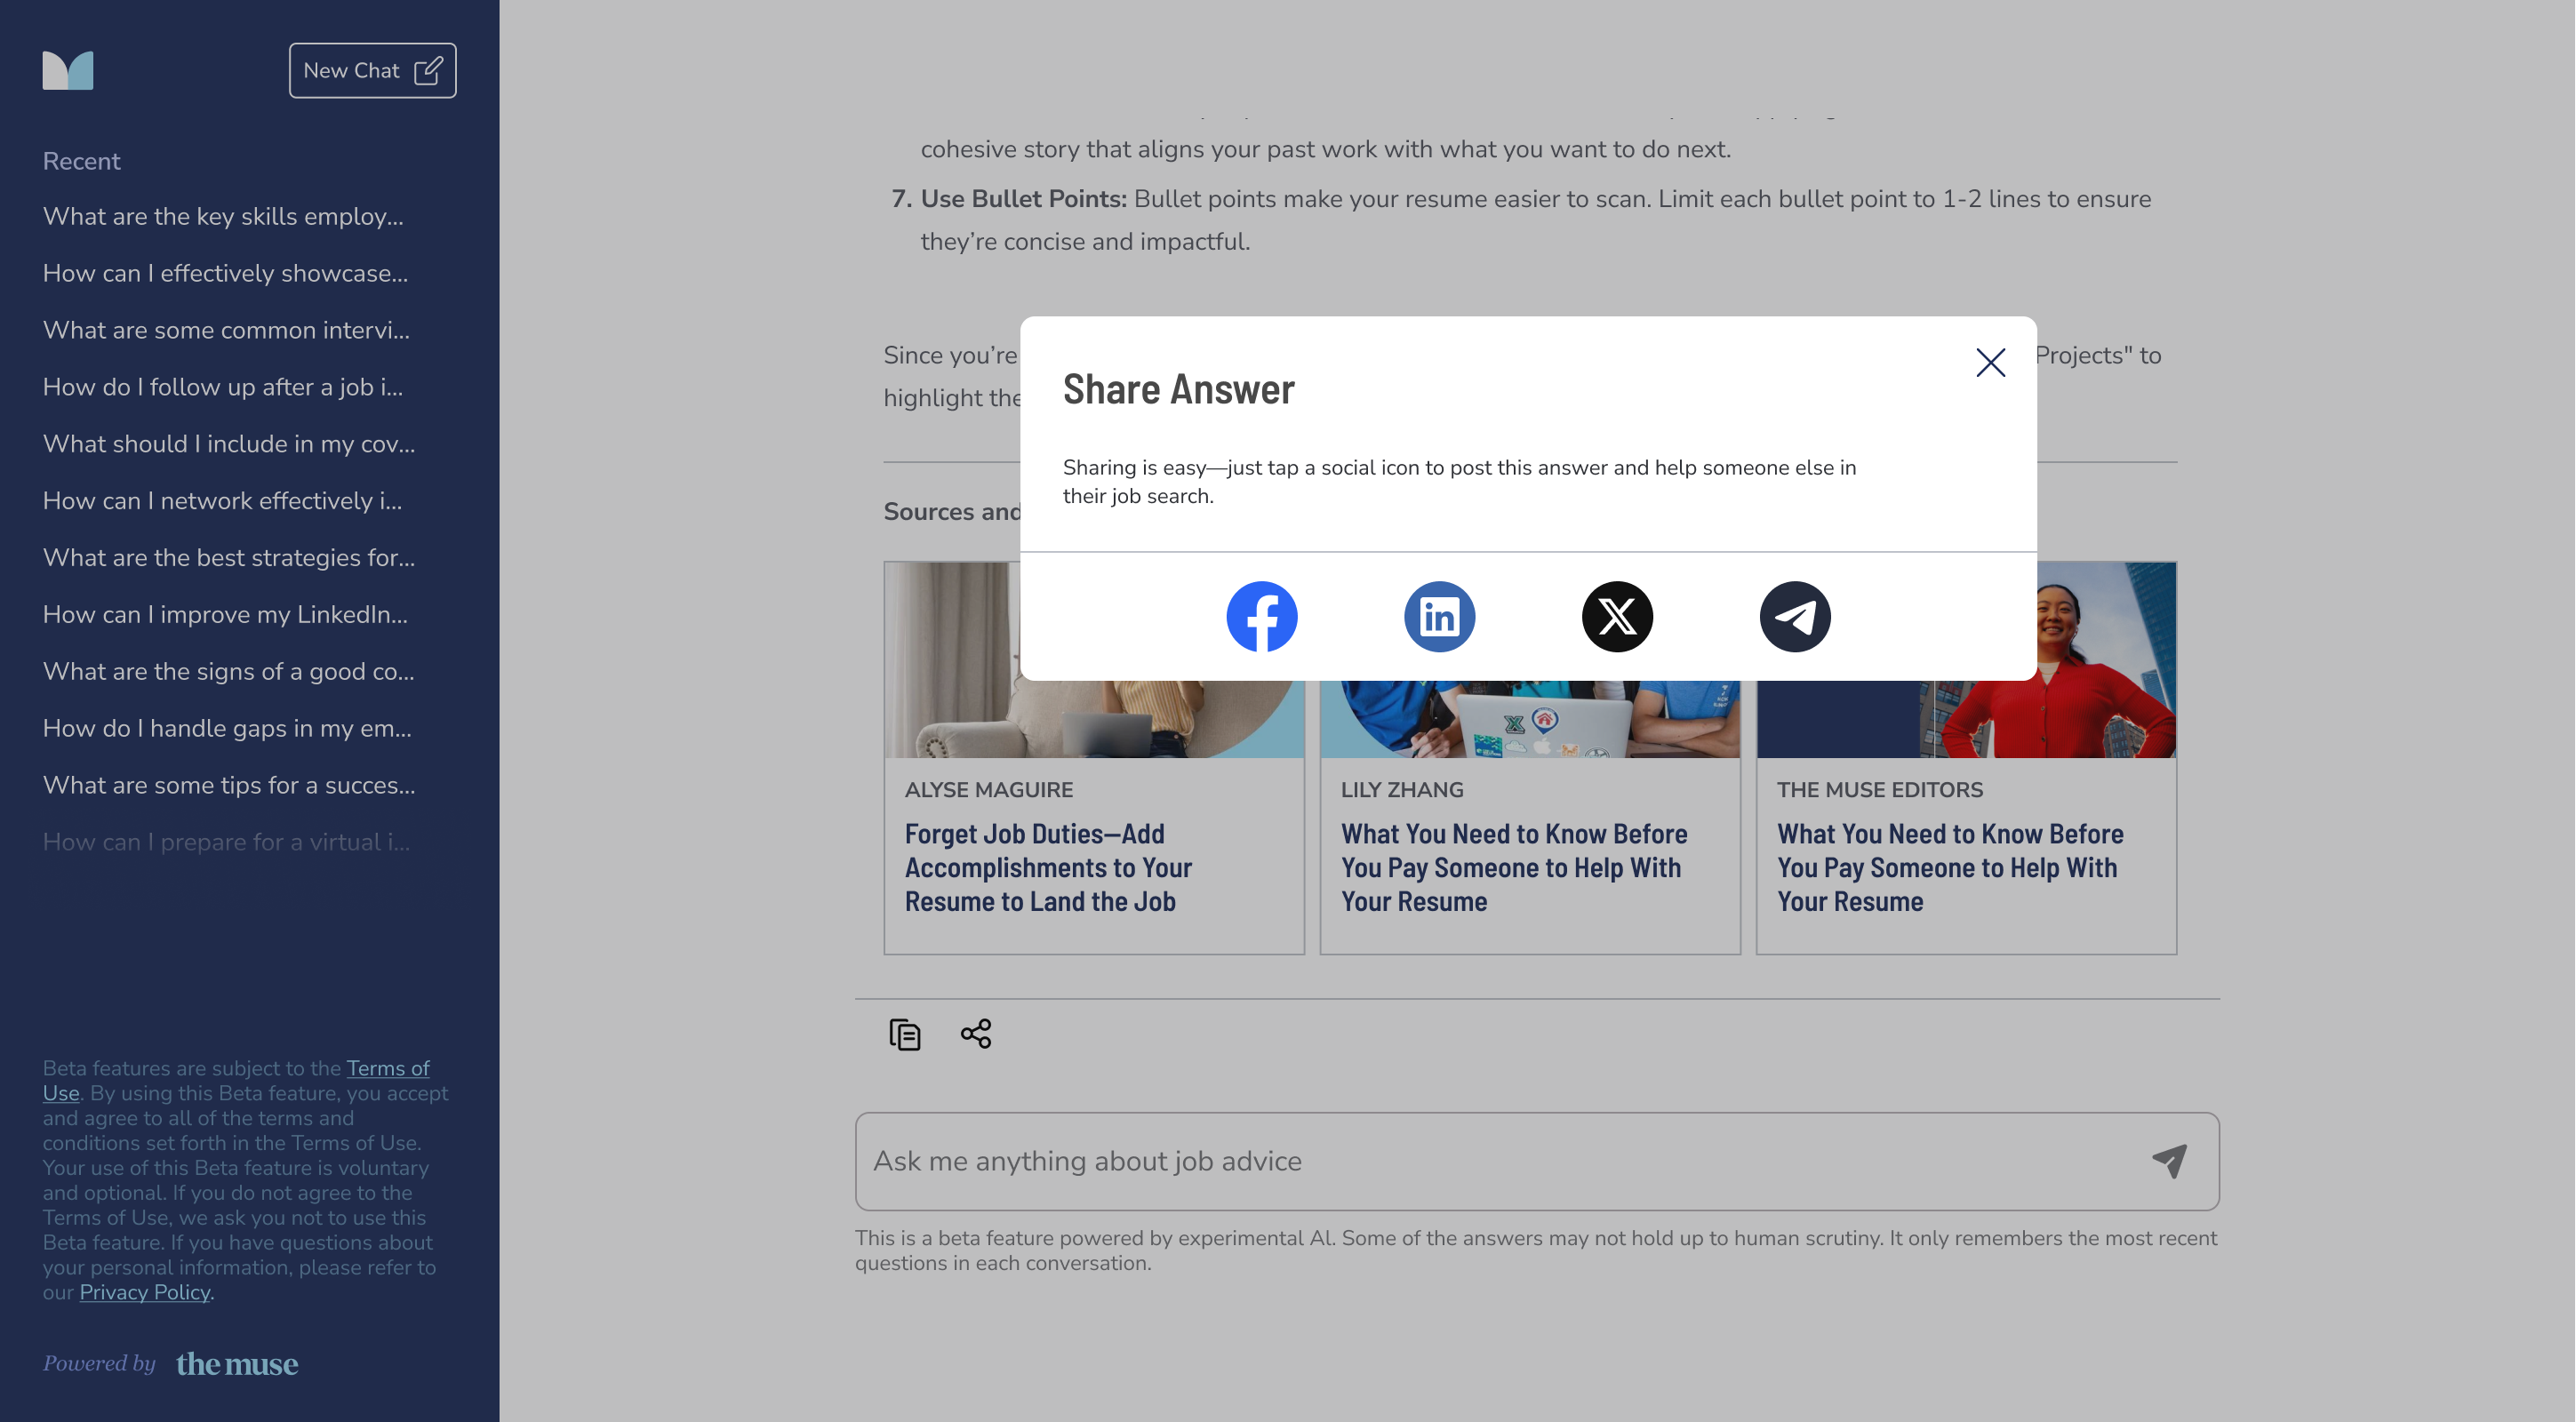 New Chat
Recent
What are the key skills employ...
How can I effectively showcase...
What are some common intervi...
How do I follow up after a job i...
What should I include in my cov...
How can I network effectively i...
What are the best strategies for...
How can I improve my LinkedIn...
What are the signs of a good co...
How do I handle gaps in my em...
What are some tips for a succes...
How can I prepare for a virtual i...
Beta features are subject to the Terms of
Use. By using this Beta feature, you accept
and agree to all of the terms and
conditions set forth in the Terms of Use.
Your use of this Beta feature is voluntary
and optional. If you do not agree to the
Terms of Use, we ask you not to use this
Beta feature. If you have questions about
your personal information, please refer to
our Privacy Policy.
Powered by the muse
cohesive story that aligns your past work with what you want to do next.
7. Use Bullet Points: Bullet points make your resume easier to scan. Limit each bullet point to 1-2 lines to ensure
they’re concise and impactful.
Since you’re Projects" to
highlight the
Sources and
Share Answer
Sharing is easy—just tap a social icon to post this answer and help someone else in
their job search.
ALYSE MAGUIRE
Forget Job Duties—Add
Accomplishments to Your
Resume to Land the Job
LILY ZHANG
What You Need to Know Before
You Pay Someone to Help With
Your Resume
THE MUSE EDITORS
What You Need to Know Before
You Pay Someone to Help With
Your Resume
Ask me anything about job advice
This is a beta feature powered by experimental AI. Some of the answers may not hold up to human scrutiny. It only remembers the most recent
questions in each conversation.